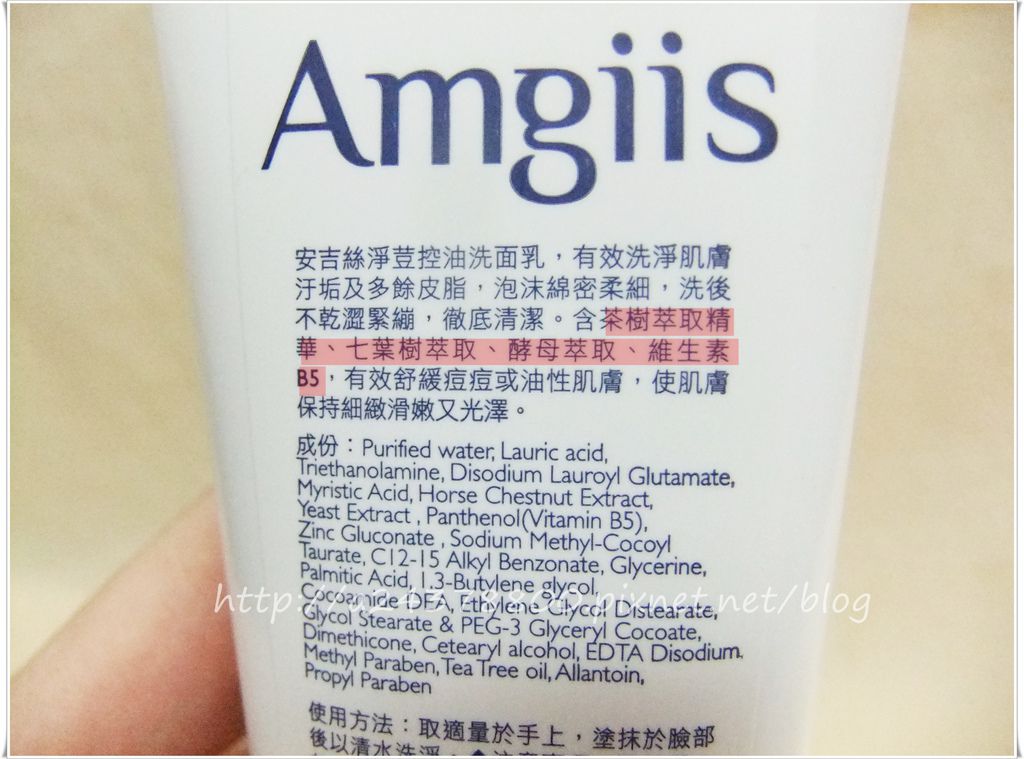 Amgiis
安吉絲淨荳控油洗面乳，有效洗淨肌膚
汙垢及多餘皮脂，泡沫綿密柔細，洗後
不乾澀緊繃，徹底清潔。含茶樹萃取精
華、七葉樹萃取、酵母萃取、維生素
B5，有效舒緩痘痘或油性肌膚，使肌膚
保持細緻滑嫩又光澤。
成份：Purified water, Lauric acid,
Triethanolamine, Disodium Lauroyl Glutamate,
Myristic Acid, Horse Chestnut Extract,
Yeast Extract , Panthenol(Vitamin B5),
Zinc Gluconate , Sodium Methyl-Cocoyl
Taurate, C12-15 Alkyl Benzonate, Glycerine,
Palmitic Acid, 1.3-Butylene glycol,
Cocoamide DEA, Ethylene Glycol Distearate,
Glycol Stearate & PEG-3 Glyceryl Cocoate,
Dimethicone, Cetearyl alcohol, EDTA Disodium.
Methyl Paraben, Tea Tree oil, Allantoin,
Propyl Paraben
使用方法：取適量於手上，塗抹於臉部
後以清水洗淨